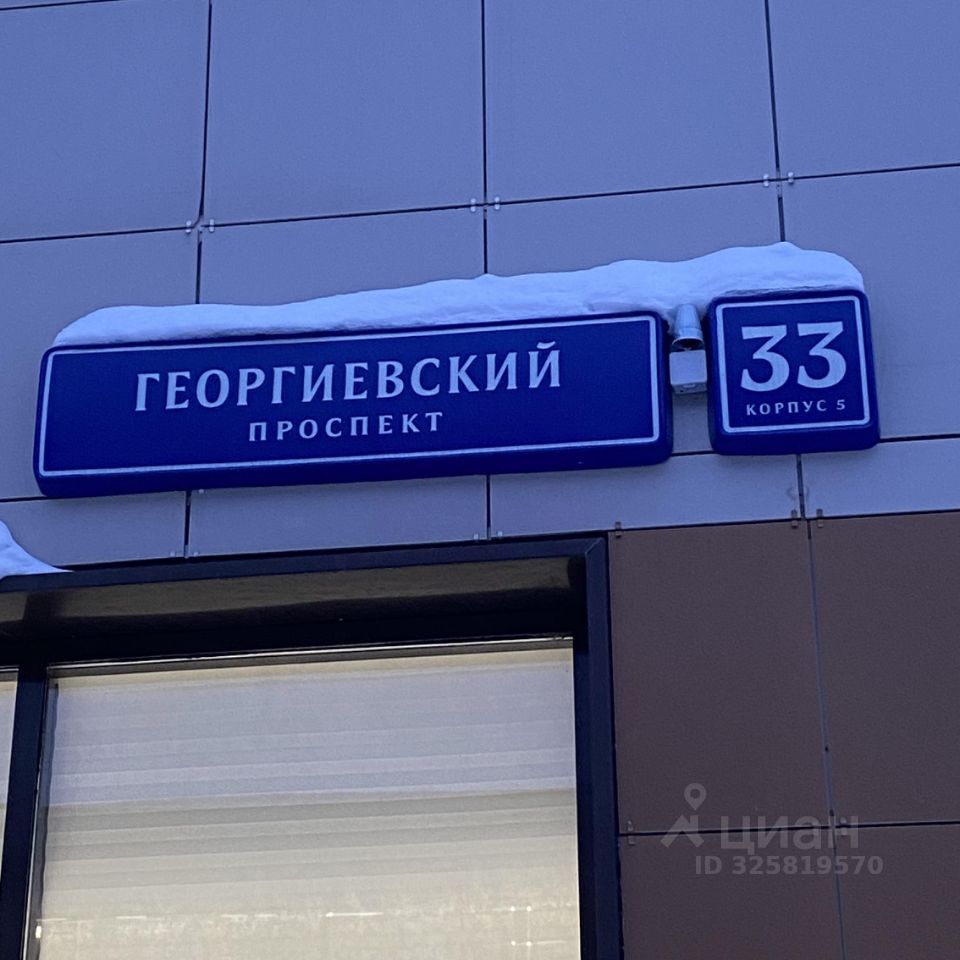 ГЕОРГИЕВСКИЙ
ПРОСПЕКТ
33
КОРПУС 5
циан
ID 325819570